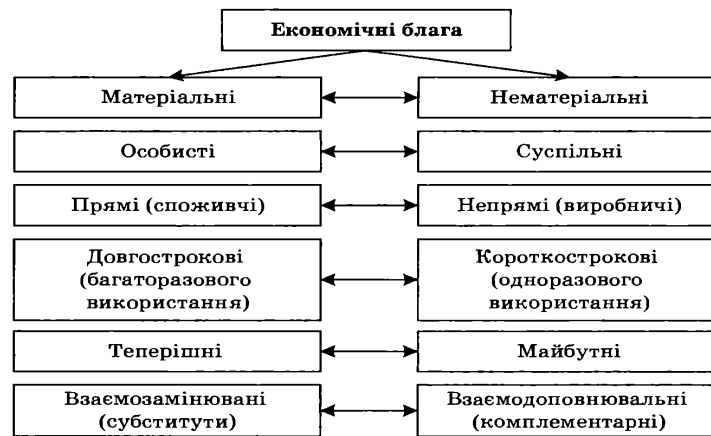 Економічні блага
Матеріальні
Нематеріальні
Особисті
Суспільні
Прямі (споживчі)
Непрямі (виробничі)
Довгострокові
(багаторазового
використання)
Короткострокові
(одноразового
використання)
Теперішні
Майбутні
Взаємозамінювані
(субститути)
Взаємодоповнювальні
(комплементарні)